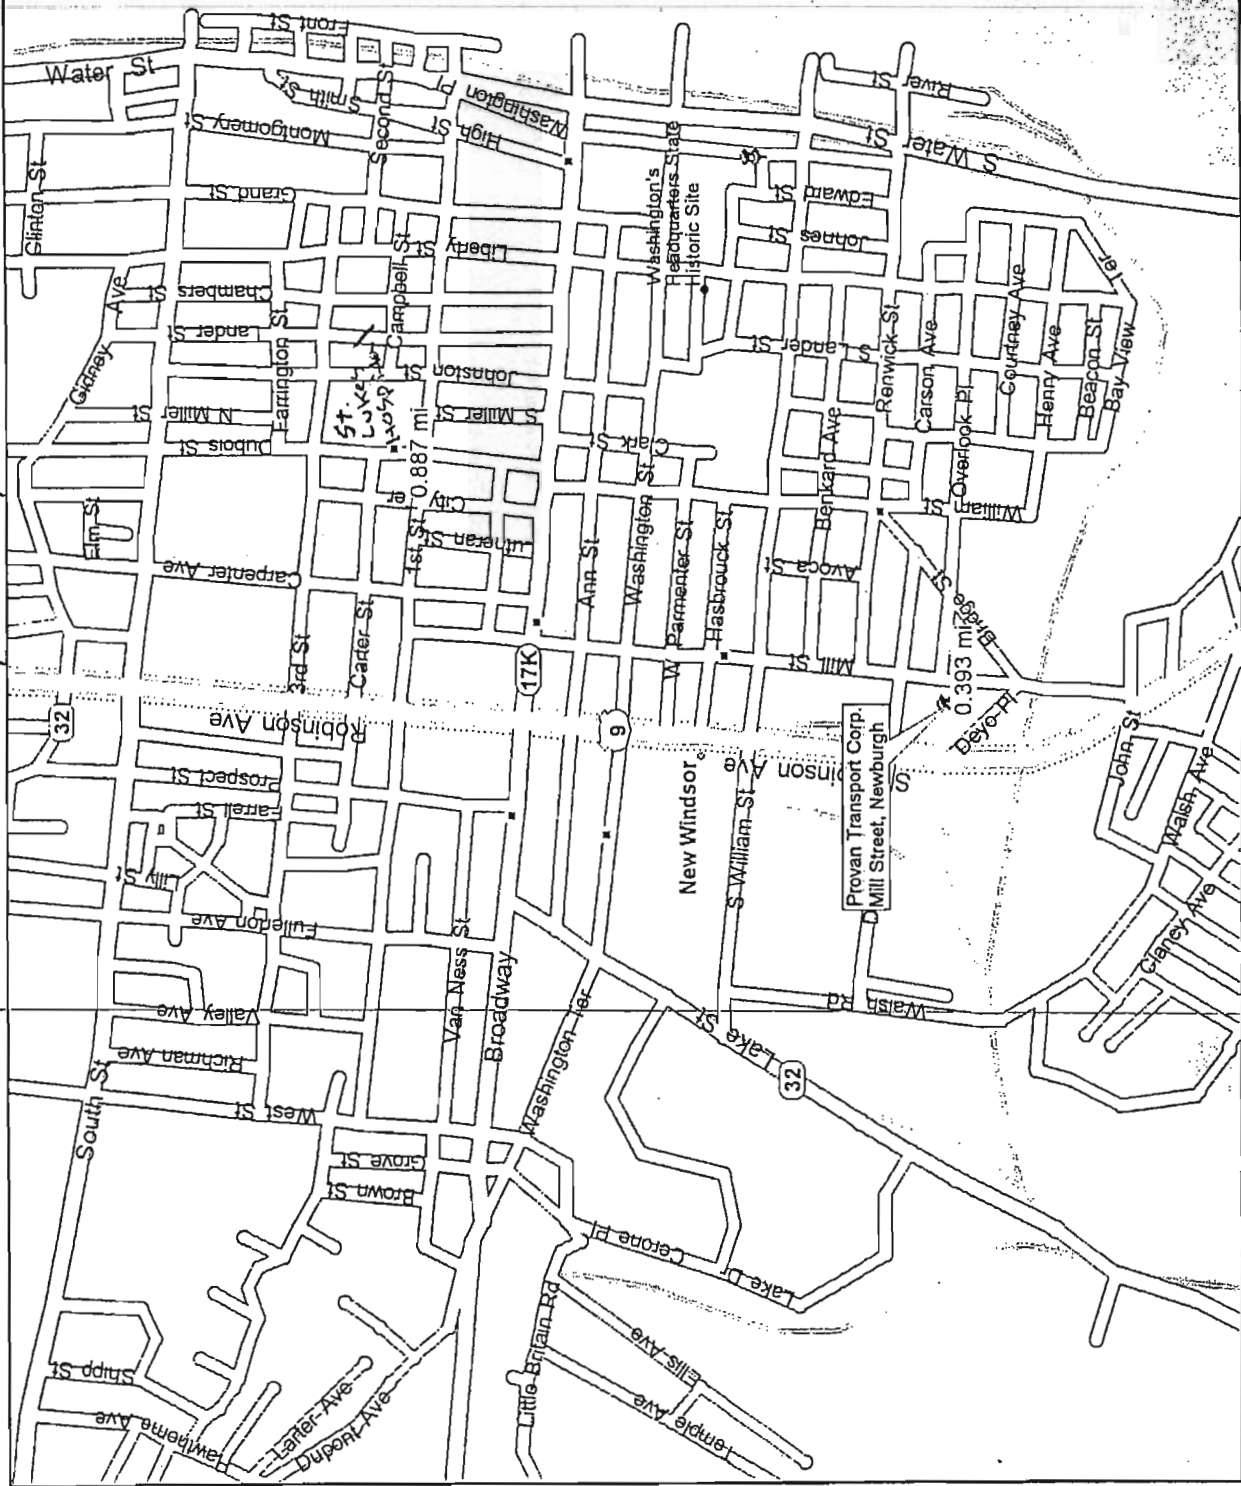 Front St
Water St
Smith St
Second St
Pl
Washington
River St
Montgomery St
High St
S Water St
Clinton St
Grand St
Washington's
Headquarters State
Historic Site
Edward St
Johnes St
Liberty St
Campbell St
Chambers St
Gidney Ave
Lander St
Farrington St
S Lander St
Renwick St
Carson Ave
Courtney Ave
Henry Ave
Beacon St
Bay View Ter
St.
Luke's
Hospital
Johnston St
N Miller St
S Miller St
Dubois St
Clark St
Benkard Ave
Overlook Pl
0.887 mi
City Ter
William St
Elm St
1st St
Lutheran St
Carpenter Ave
Ann St
Washington St
W Parmenter St
Hasbrouck St
Avoca St
Bridge St
3rd St
Carter St
17K
Mill St
0.393 mi
Deyo Pl
32
Robinson Ave
9
S Robinson Ave
John St
Prospect St
Farrell St
New Windsor
Provan Transport Corp.
Mill Street, Newburgh
Walsh Ave
Lilly St
S William St
Fullerton Ave
D
Clancy Ave
Van Ness St
Broadway
Valley Ave
Walsh Rd
Richman Ave
Washington Ter
Lake St
32
South St
West St
Grove St
Brown St
Cerone Pl
Lake Dr
Little Britain Rd
Shipp St
Ellis Ave
Hawthorne Ave
Larter Ave
Dupont Ave
Temple Ave